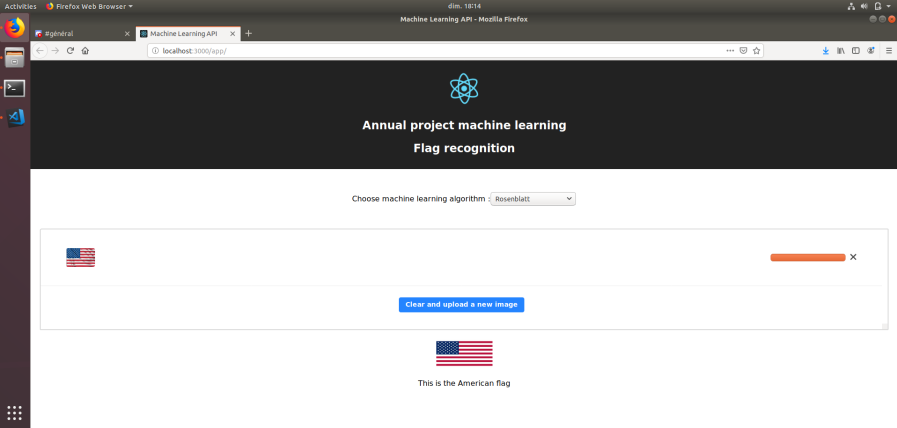 Activities
Firefox Web Browser
dim. 18:14
Machine Learning API - Mozilla Firefox
#général
Machine Learning API
localhost:3000/app/
Annual project machine learning
Flag recognition
Choose machine learning algorithm :
Rosenblatt
Clear and upload a new image
This is the American flag